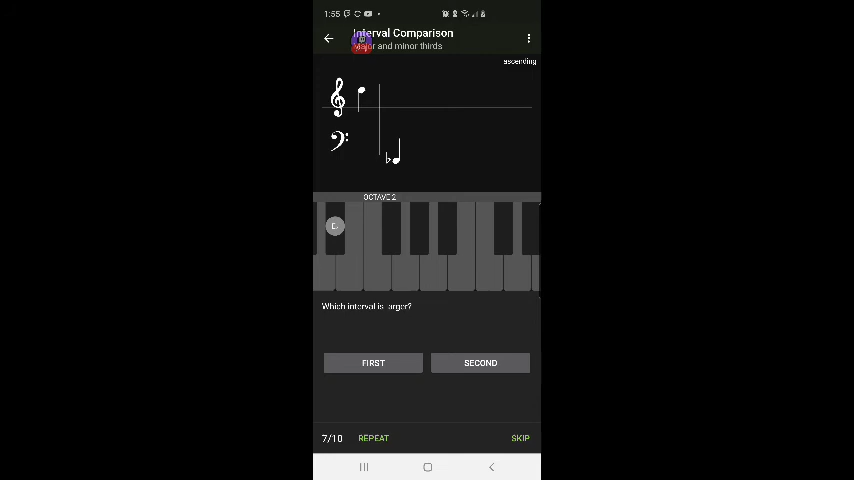 1:55
Interval Comparison
Major and minor thirds
ascending
OCTAVE 2
Which interval is larger?
FIRST
SECOND
7/10
REPEAT
SKIP